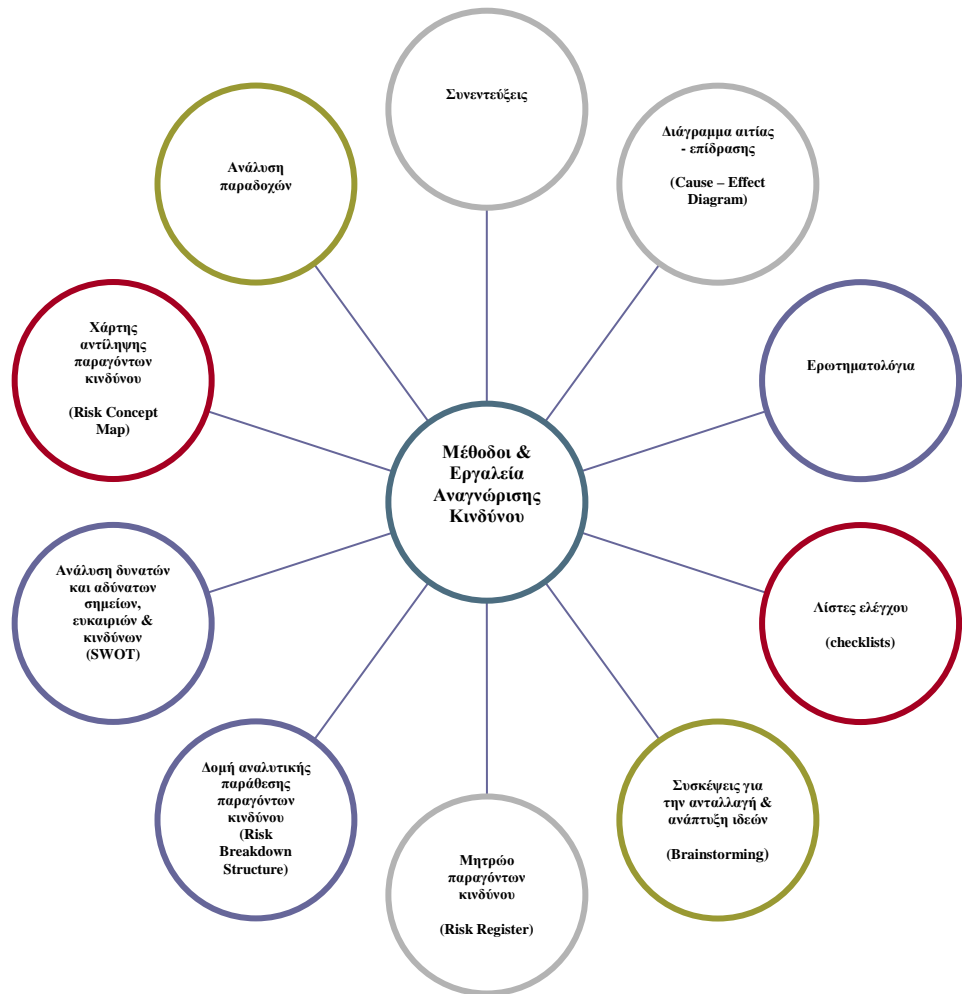 Συνεντεύξεις
Διάγραμμα αιτίας
- επίδρασης
(Cause – Effect
Diagram)
Ανάλυση
παραδοχών
Χάρτης
αντίληψης
παραγόντων
κινδύνου
(Risk Concept
Map)
Ερωτηματολόγια
Μέθοδοι &
Εργαλεία
Αναγνώρισης
Κινδύνου
Ανάλυση δυνατών
και αδύνατων
σημείων,
ευκαιριών &
κινδύνων
(SWOT)
Λίστες ελέγχου
(checklists)
Δομή αναλυτικής
παράθεσης
παραγόντων
κινδύνου
(Risk
Breakdown
Structure)
Συσκέψεις για
την ανταλλαγή &
ανάπτυξη ιδεών
(Brainstorming)
Μητρώο
παραγόντων
κινδύνου
(Risk Register)